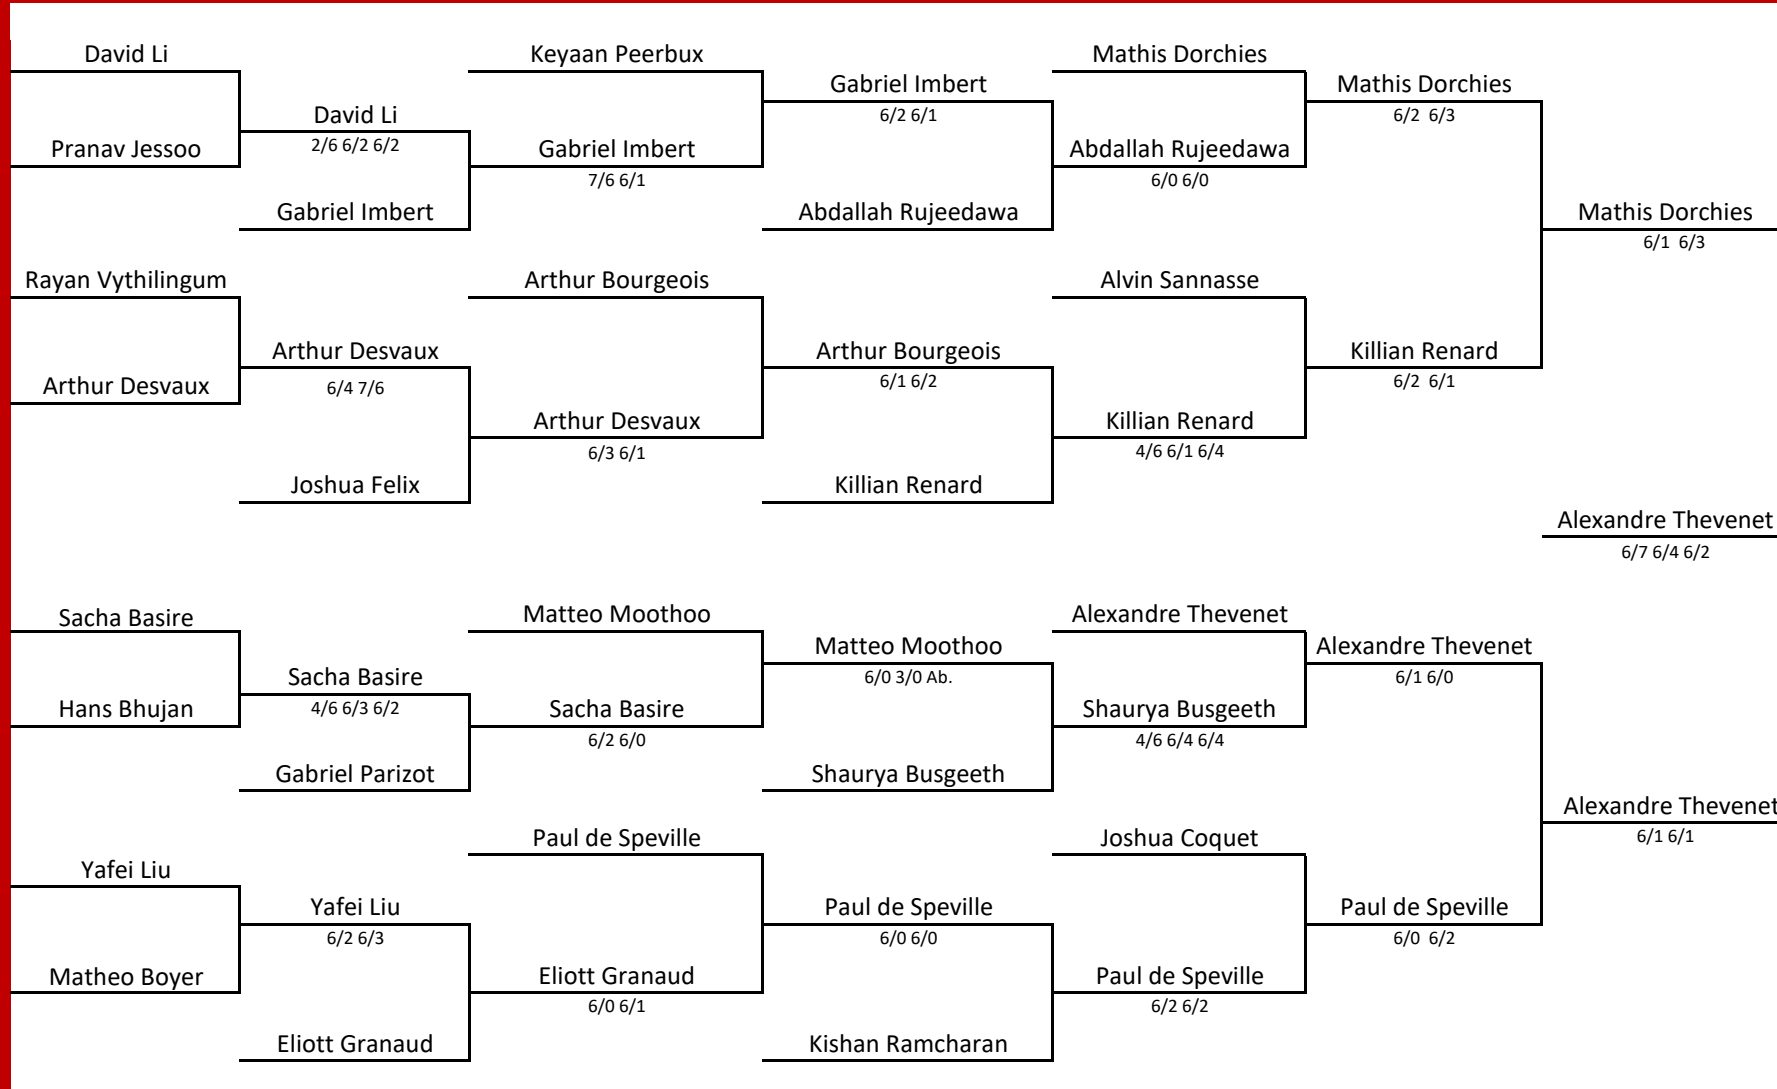 David Li
Keyaan Peerbux
Mathis Dorchies
Gabriel Imbert
Mathis Dorchies
David Li
6/2 6/1
6/2 6/3
Pranav Jessoo
2/6 6/2 6/2
Gabriel Imbert
Abdallah Rujeedawa
7/6 6/1
6/0 6/0
Gabriel Imbert
Abdallah Rujeedawa
Mathis Dorchies
6/1 6/3
Rayan Vythilingum
Arthur Bourgeois
Alvin Sannasse
Arthur Desvaux
Arthur Bourgeois
Killian Renard
Arthur Desvaux
6/4 7/6
6/1 6/2
6/2 6/1
Arthur Desvaux
Killian Renard
6/3 6/1
4/6 6/1 6/4
Joshua Felix
Killian Renard
Alexandre Thevenet
6/7 6/4 6/2
Sacha Basire
Matteo Moothoo
Alexandre Thevenet
Matteo Moothoo
Alexandre Thevenet
Sacha Basire
6/0 3/0 Ab.
6/1 6/0
Hans Bhujan
4/6 6/3 6/2
Sacha Basire
Shaurya Busgeeth
6/2 6/0
4/6 6/4 6/4
Gabriel Parizot
Shaurya Busgeeth
Alexandre Thevenet
6/1 6/1
Paul de Speville
Joshua Coquet
Yafei Liu
Yafei Liu
Paul de Speville
Paul de Speville
6/2 6/3
6/0 6/0
6/0 6/2
Matheo Boyer
Eliott Granaud
Paul de Speville
6/0 6/1
6/2 6/2
Eliott Granaud
Kishan Ramcharan